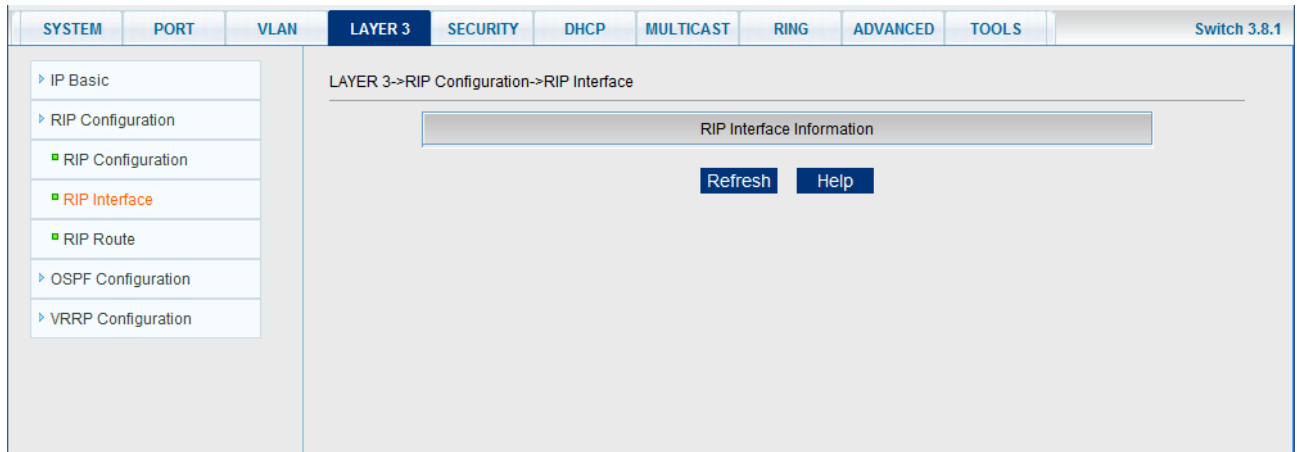 SYSTEM PORT VLAN LAYER 3 SECURITY DHCP MULTICAST RING ADVANCED TOOLS Switch 3.8.1
IP Basic
RIP Configuration
RIP Configuration
RIP Interface
RIP Route
OSPF Configuration
VRRP Configuration
LAYER 3->RIP Configuration->RIP Interface
RIP Interface Information
Refresh Help